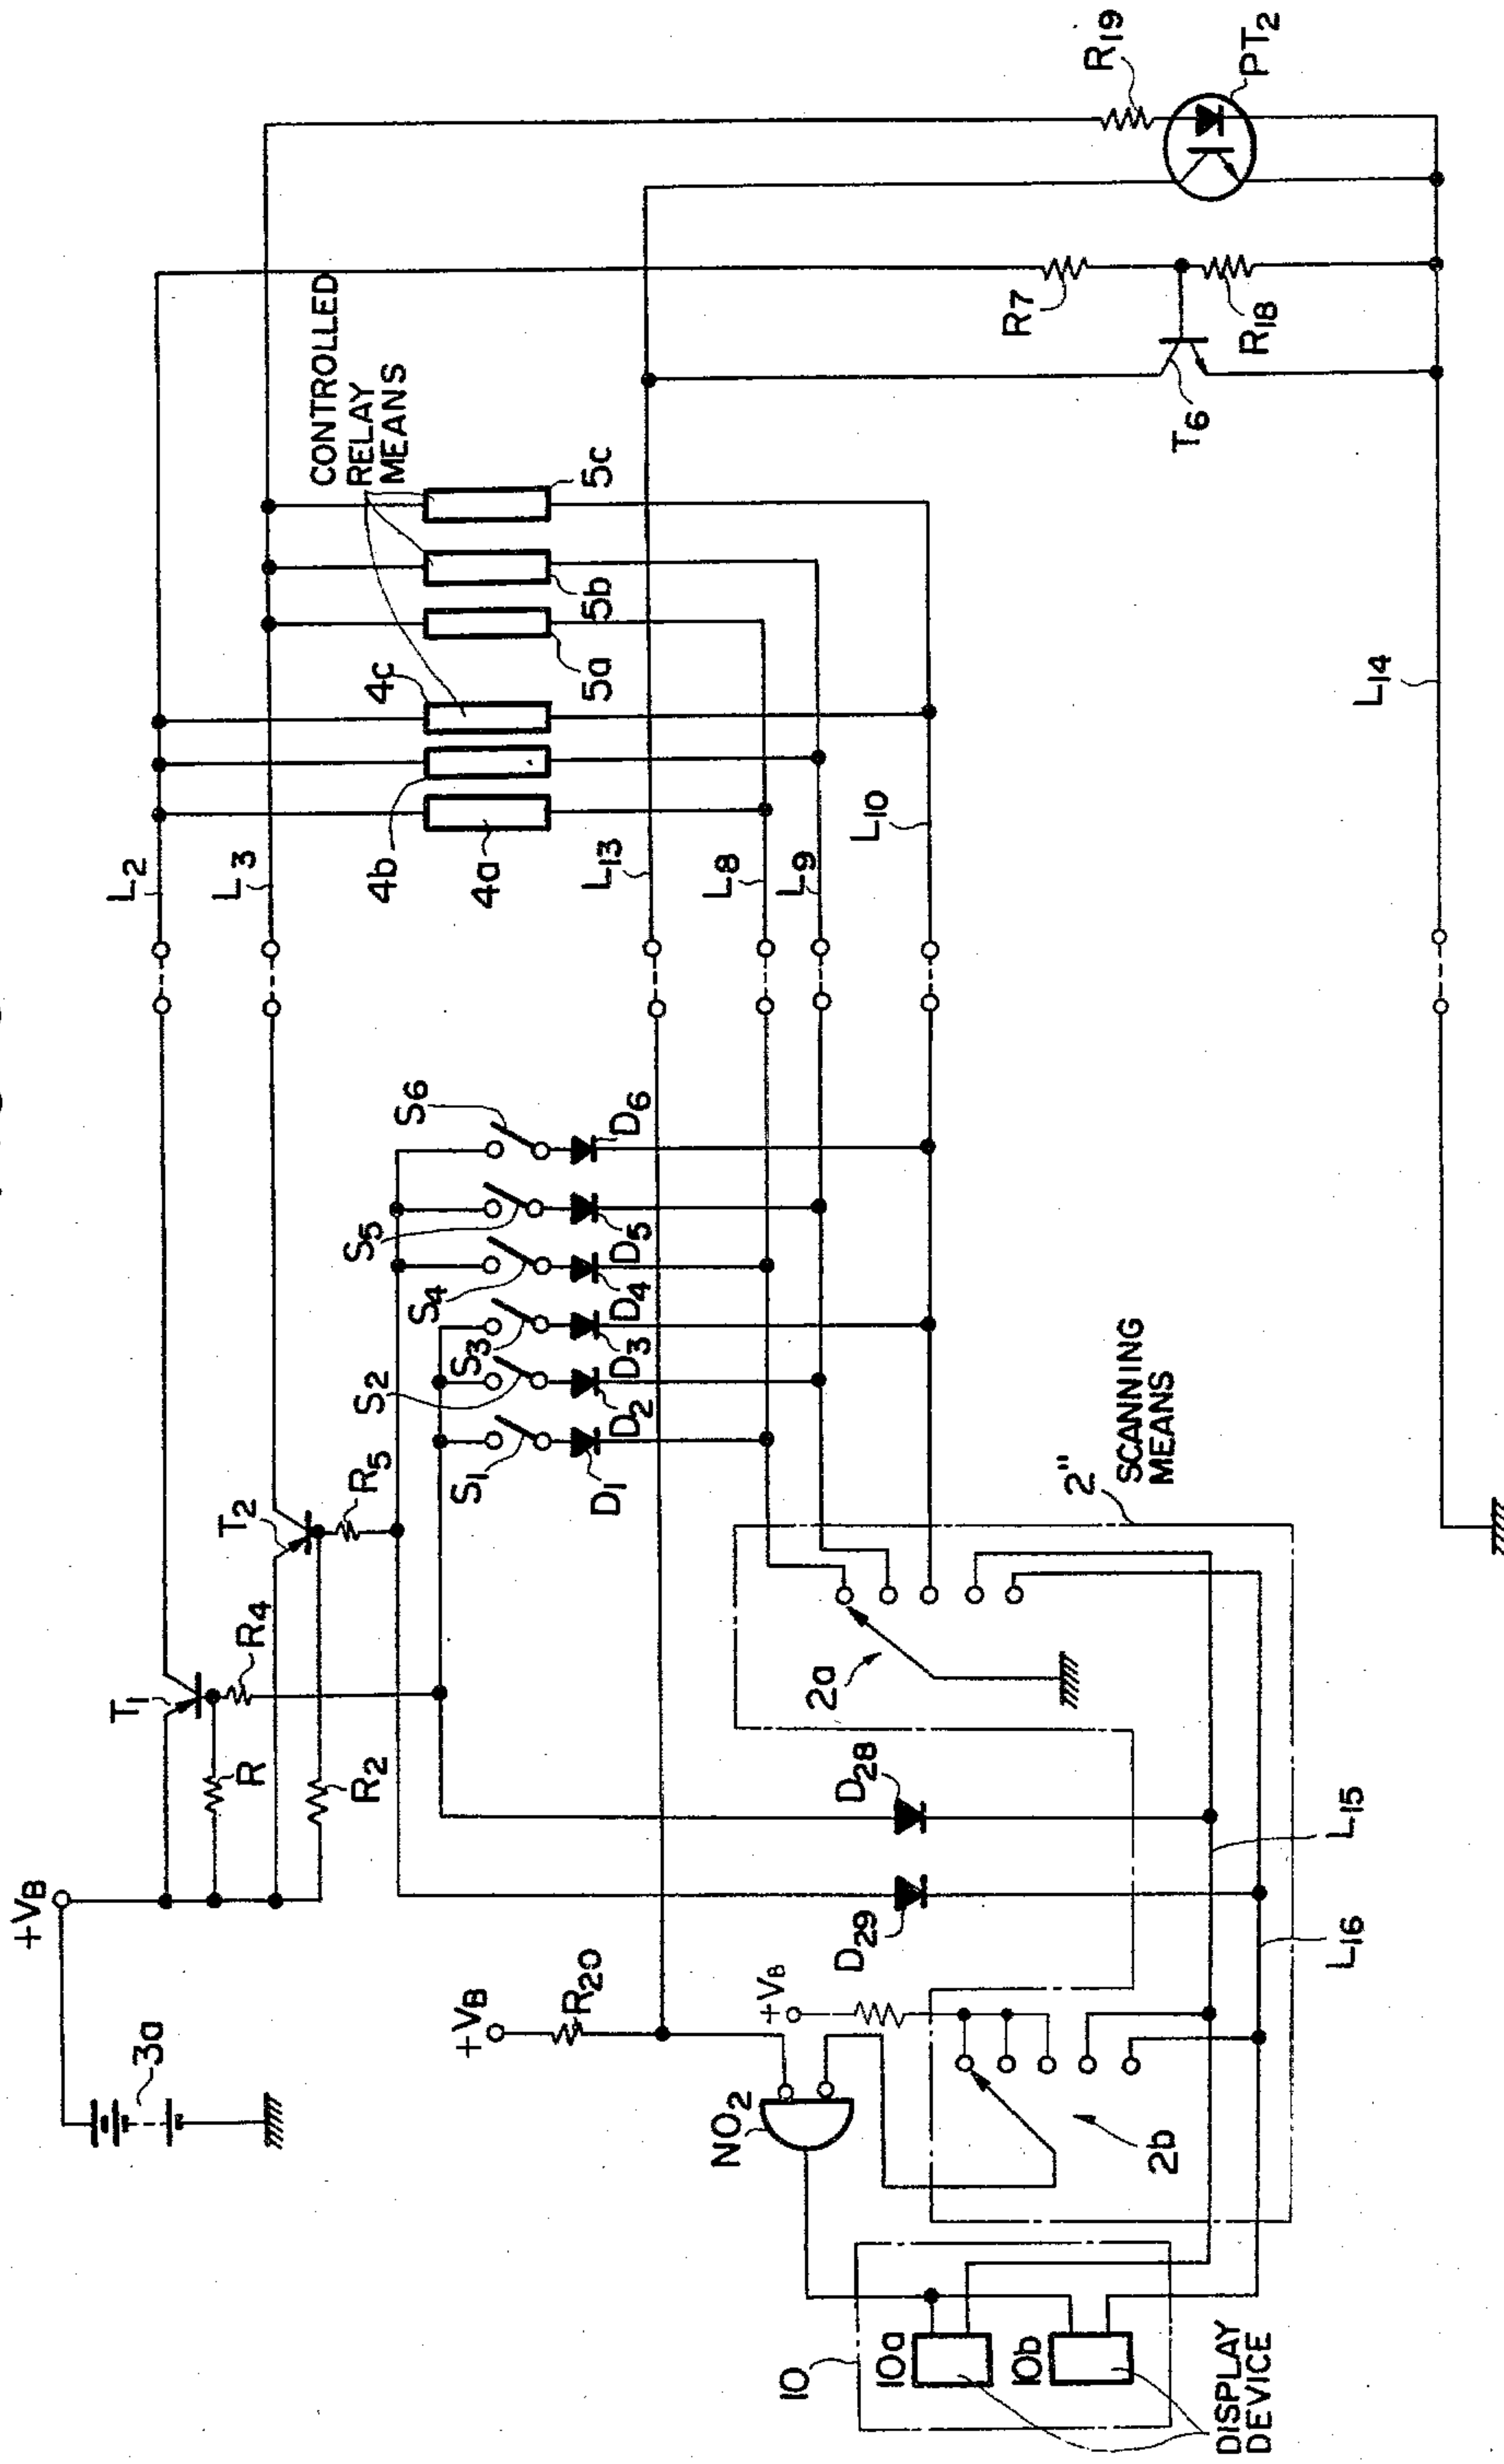 +VB
3a
T1
R4
R
R2
T2
R5
L2
L3
CONTROLLED
RELAY
MEANS
4a
4b
4c
5a
5b
5c
L13
L8
L9
L10
R19
PT2
R7
R18
T6
L14
S1
S2
S3
S4
S5
S6
D1
D2
D3
D4
D5
D6
+VB
R20
+VB
NO2
D29
D28
2a
2"
SCANNING
MEANS
2b
L15
L16
10
10a
10b
DISPLAY
DEVICE